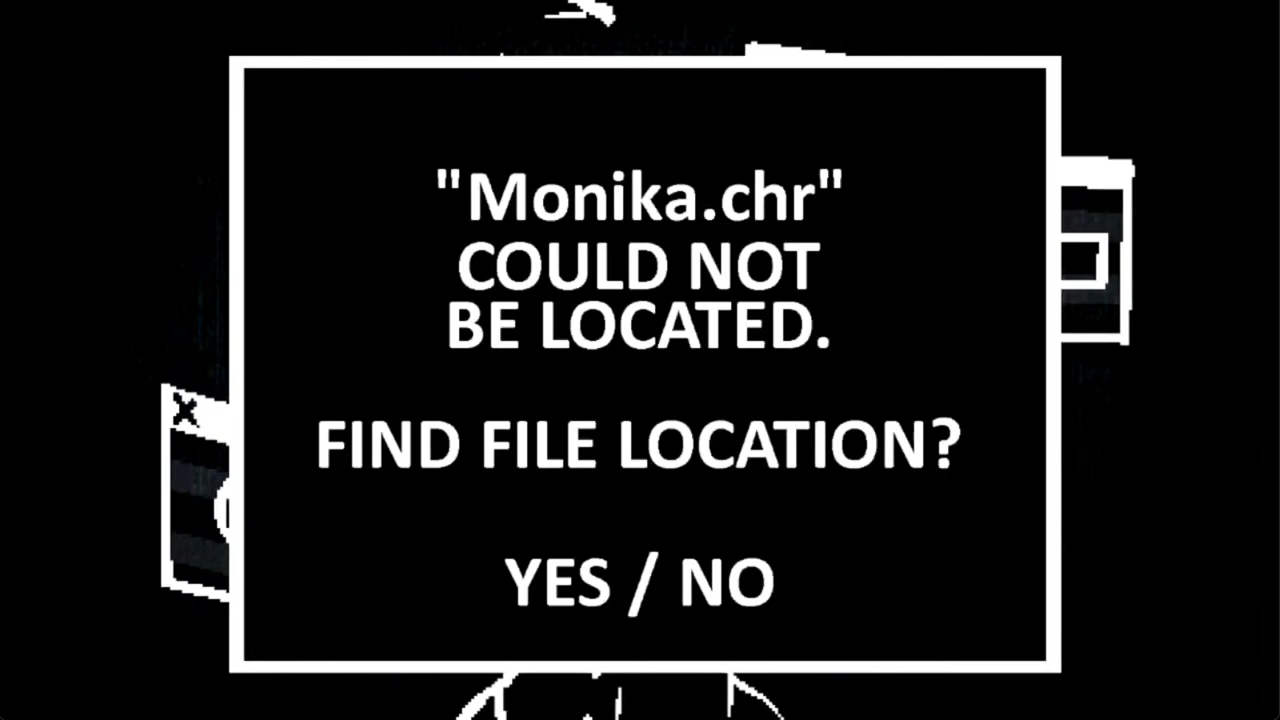 "Monika.chr"
COULD NOT
BE LOCATED.
FIND FILE LOCATION?
YES / NO